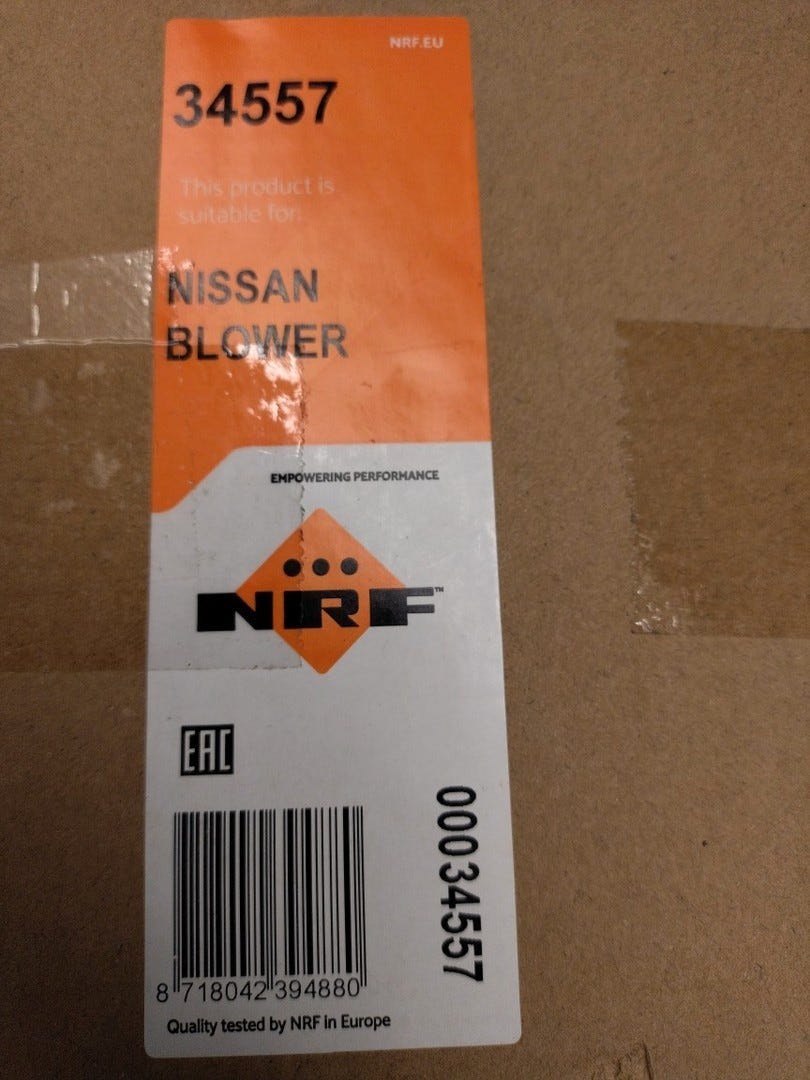 NRF.EU
34557
This product is
suitable for:
NISSAN
BLOWER
EMPOWERING PERFORMANCE
NRF™
EAC
00034557
8 718042 394880
Quality tested by NRF in Europe